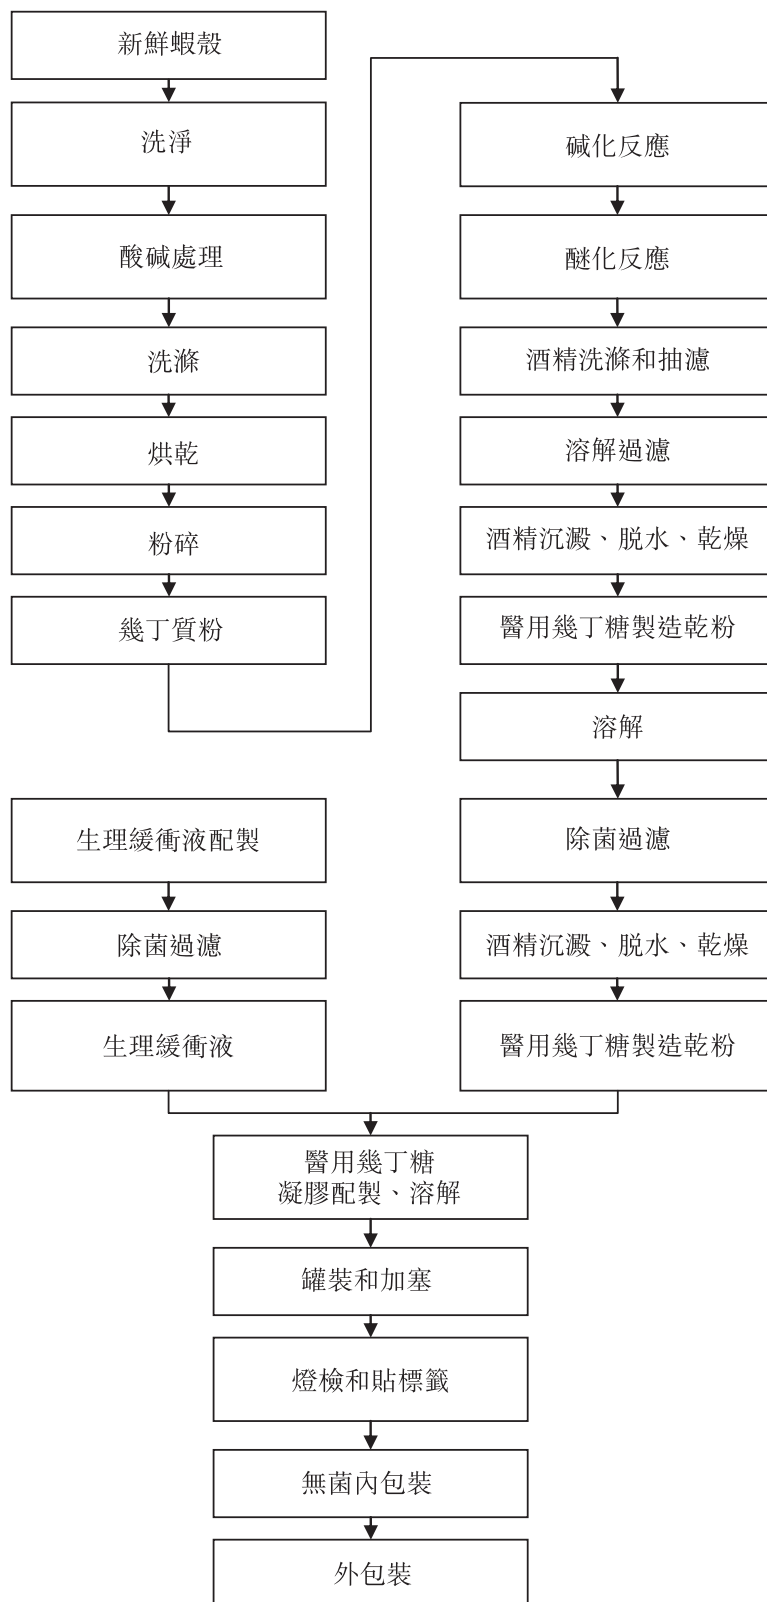 新鮮蝦殼
洗淨
酸碱處理
洗滌
烘乾
粉碎
幾丁質粉
碱化反應
醚化反應
酒精洗滌和抽濾
溶解過濾
酒精沉澱、脫水、乾燥
醫用幾丁糖製造乾粉
溶解
除菌過濾
酒精沉澱、脫水、乾燥
醫用幾丁糖製造乾粉
生理緩衝液配製
除菌過濾
生理緩衝液
醫用幾丁糖
凝膠配製、溶解
罐裝和加塞
燈檢和貼標籤
無菌內包裝
外包裝